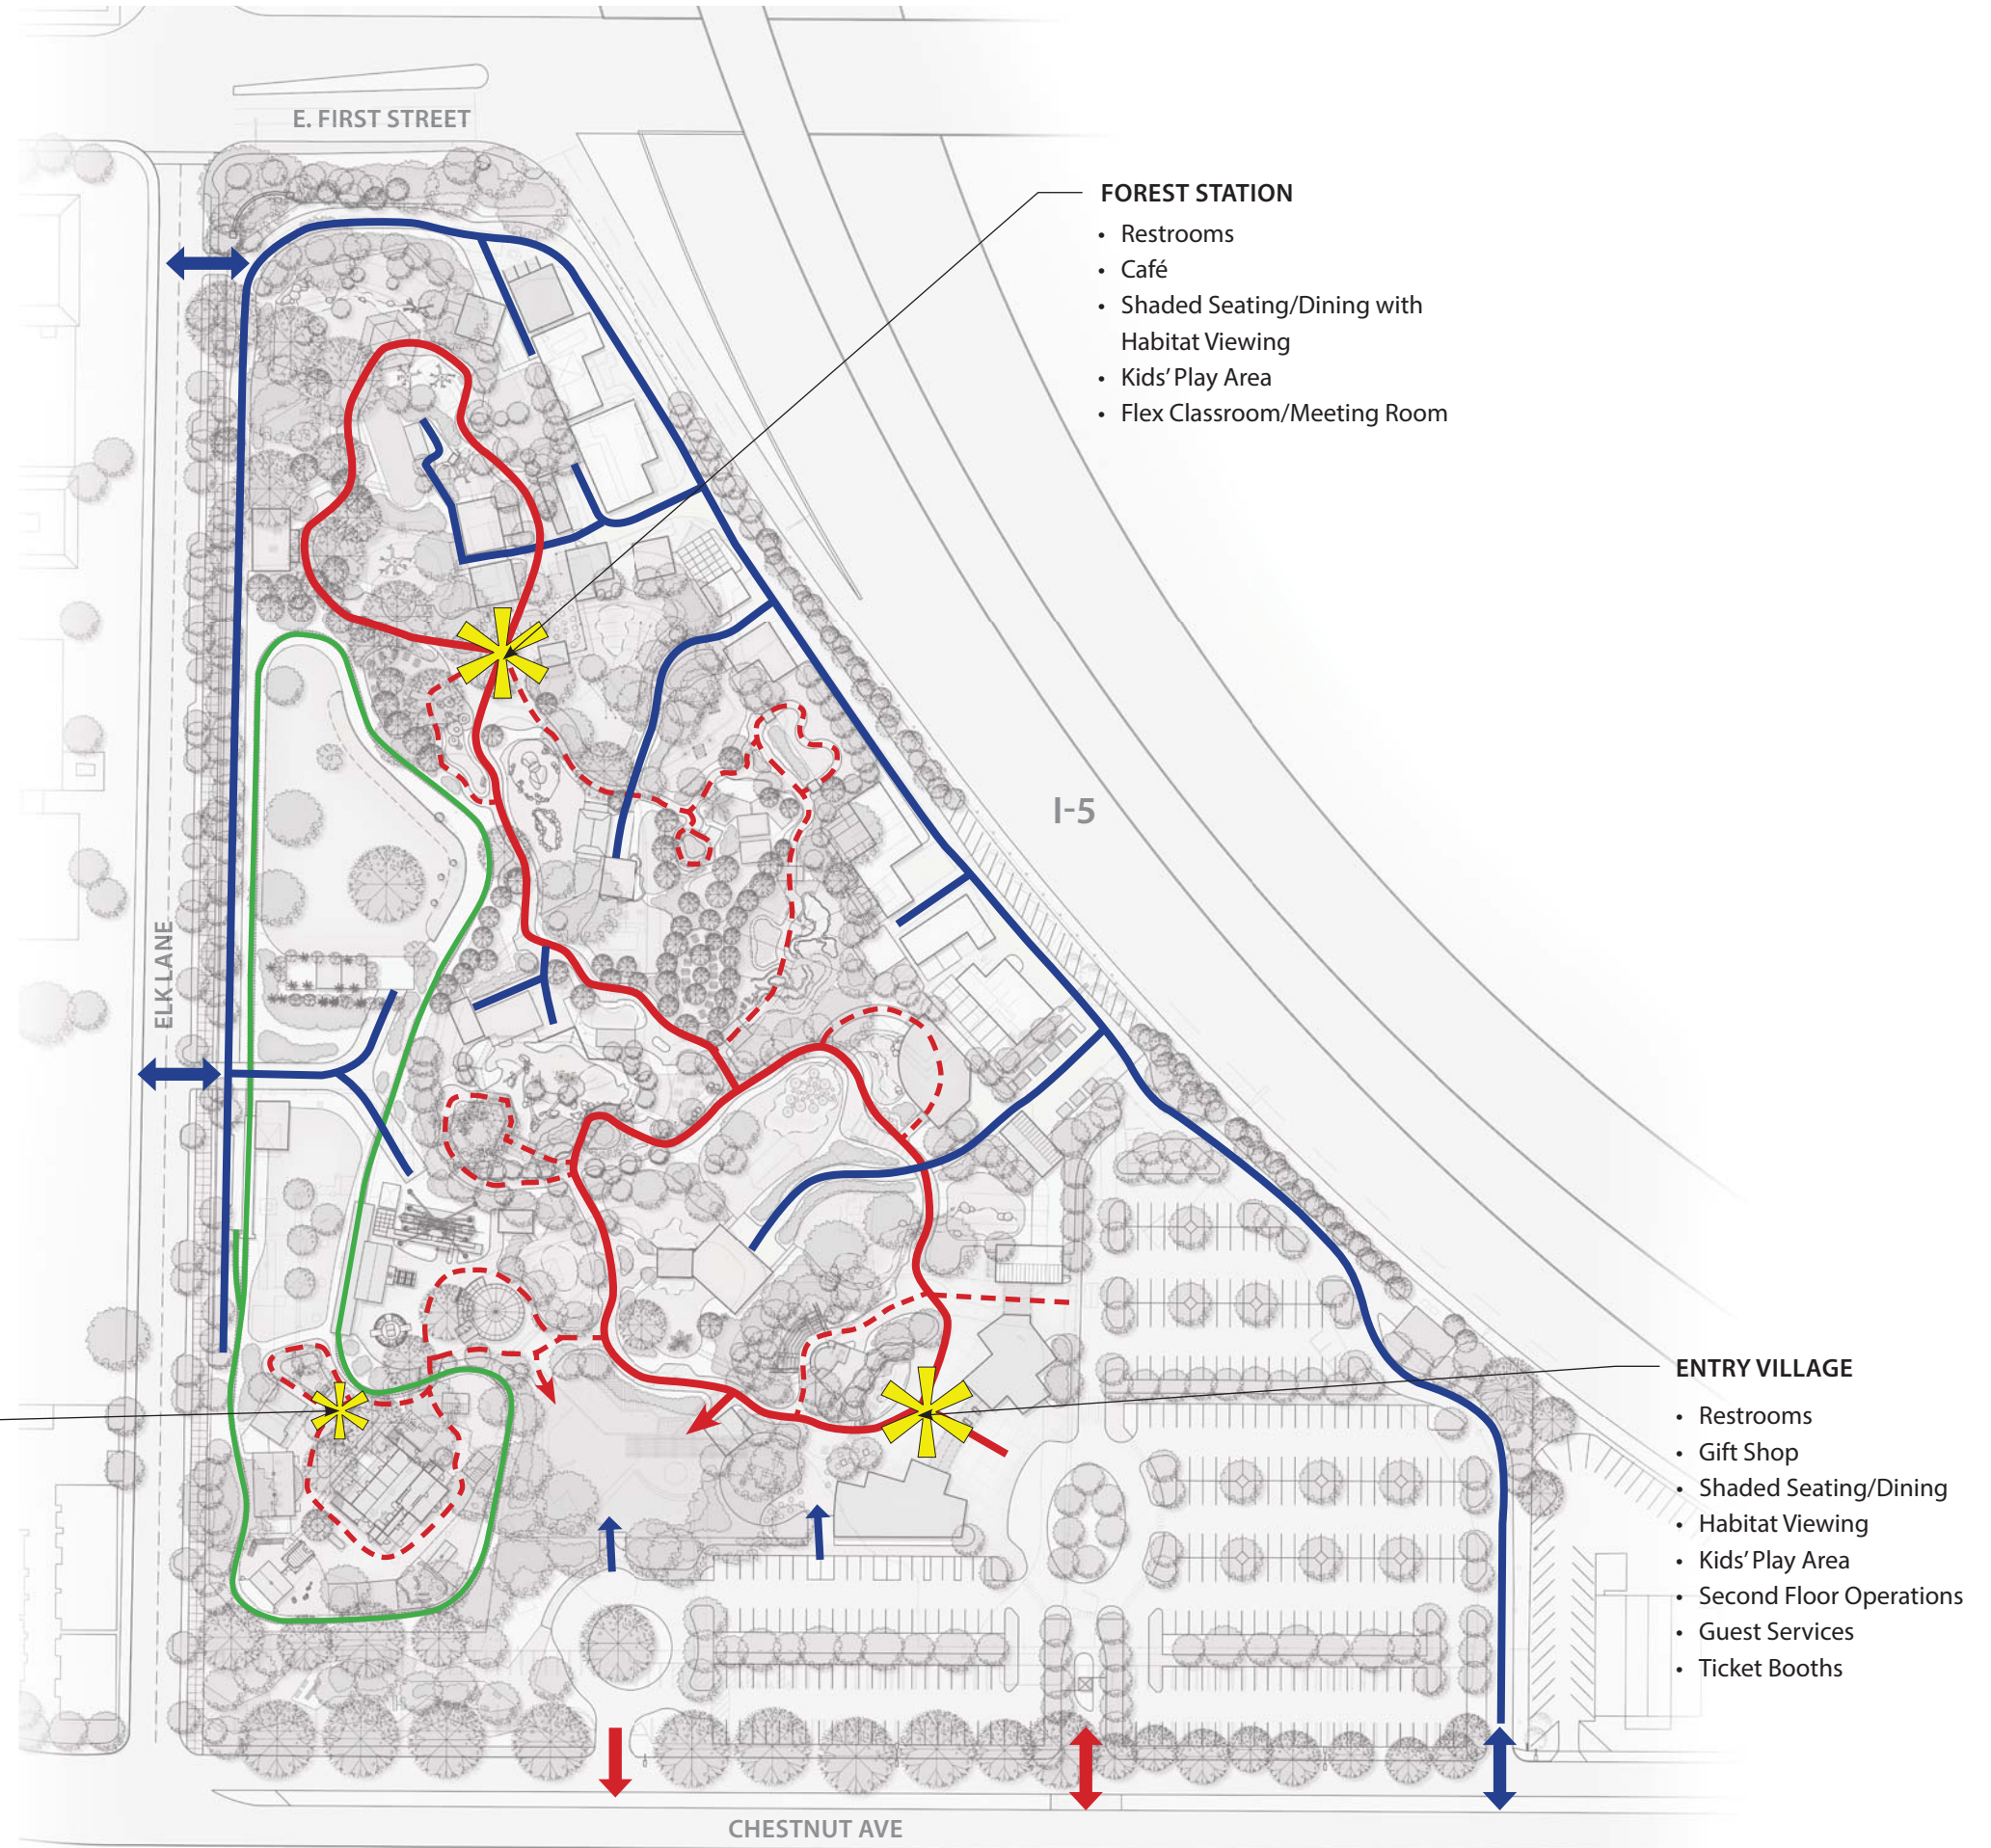 E. FIRST STREET
FOREST STATION
• Restrooms
• Café
• Shaded Seating/Dining with
Habitat Viewing
• Kids’ Play Area
• Flex Classroom/Meeting Room
I-5
ELK LANE
ENTRY VILLAGE
• Restrooms
• Gift Shop
• Shaded Seating/Dining
• Habitat Viewing
• Kids’ Play Area
• Second Floor Operations
• Guest Services
• Ticket Booths
CHESTNUT AVE